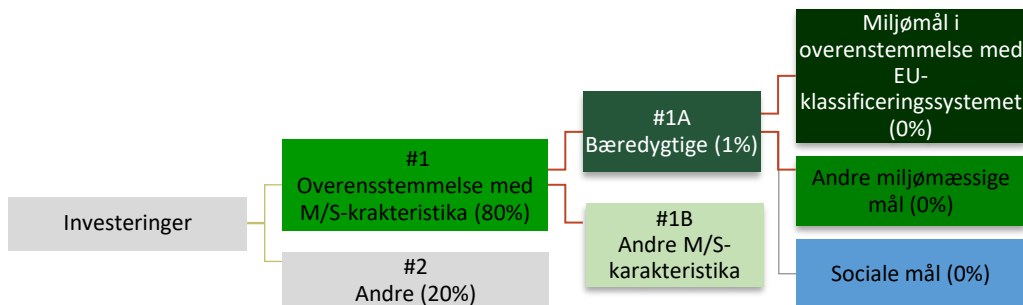 Investeringer
#1
Overensstemmelse med
M/S-krakteristika (80%)
#2
Andre (20%)
#1A
Bæredygtige (1%)
#1B
Andre M/S-
karakteristika
Miljømål i
overenstemmelse med
EU-
klassificeringssystemet
(0%)
Andre miljømæssige
mål (0%)
Sociale mål (0%)